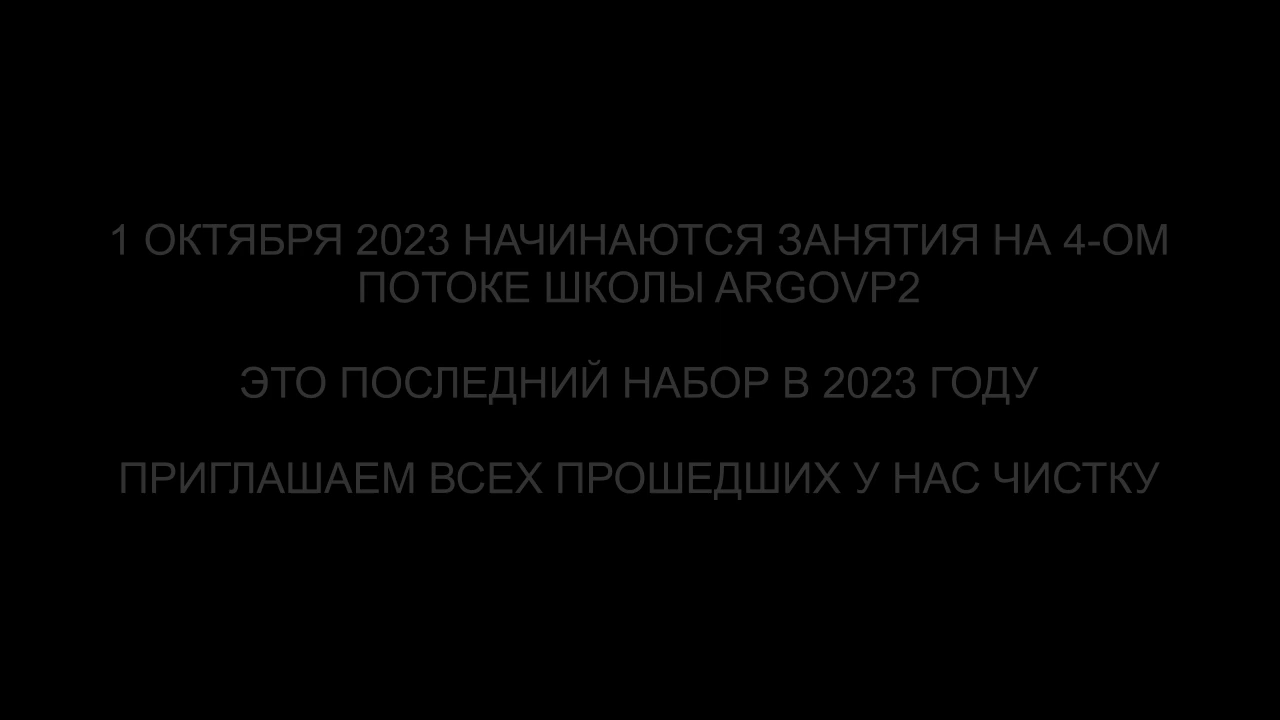 1 ОКТЯБРЯ 2023 НАЧИНАЮТСЯ ЗАНЯТИЯ НА 4-ОМ
ПОТОКЕ ШКОЛЫ ARGOVP2
ЭТО ПОСЛЕДНИЙ НАБОР В 2023 ГОДУ
ПРИГЛАШАЕМ ВСЕХ ПРОШЕДШИХ У НАС ЧИСТКУ